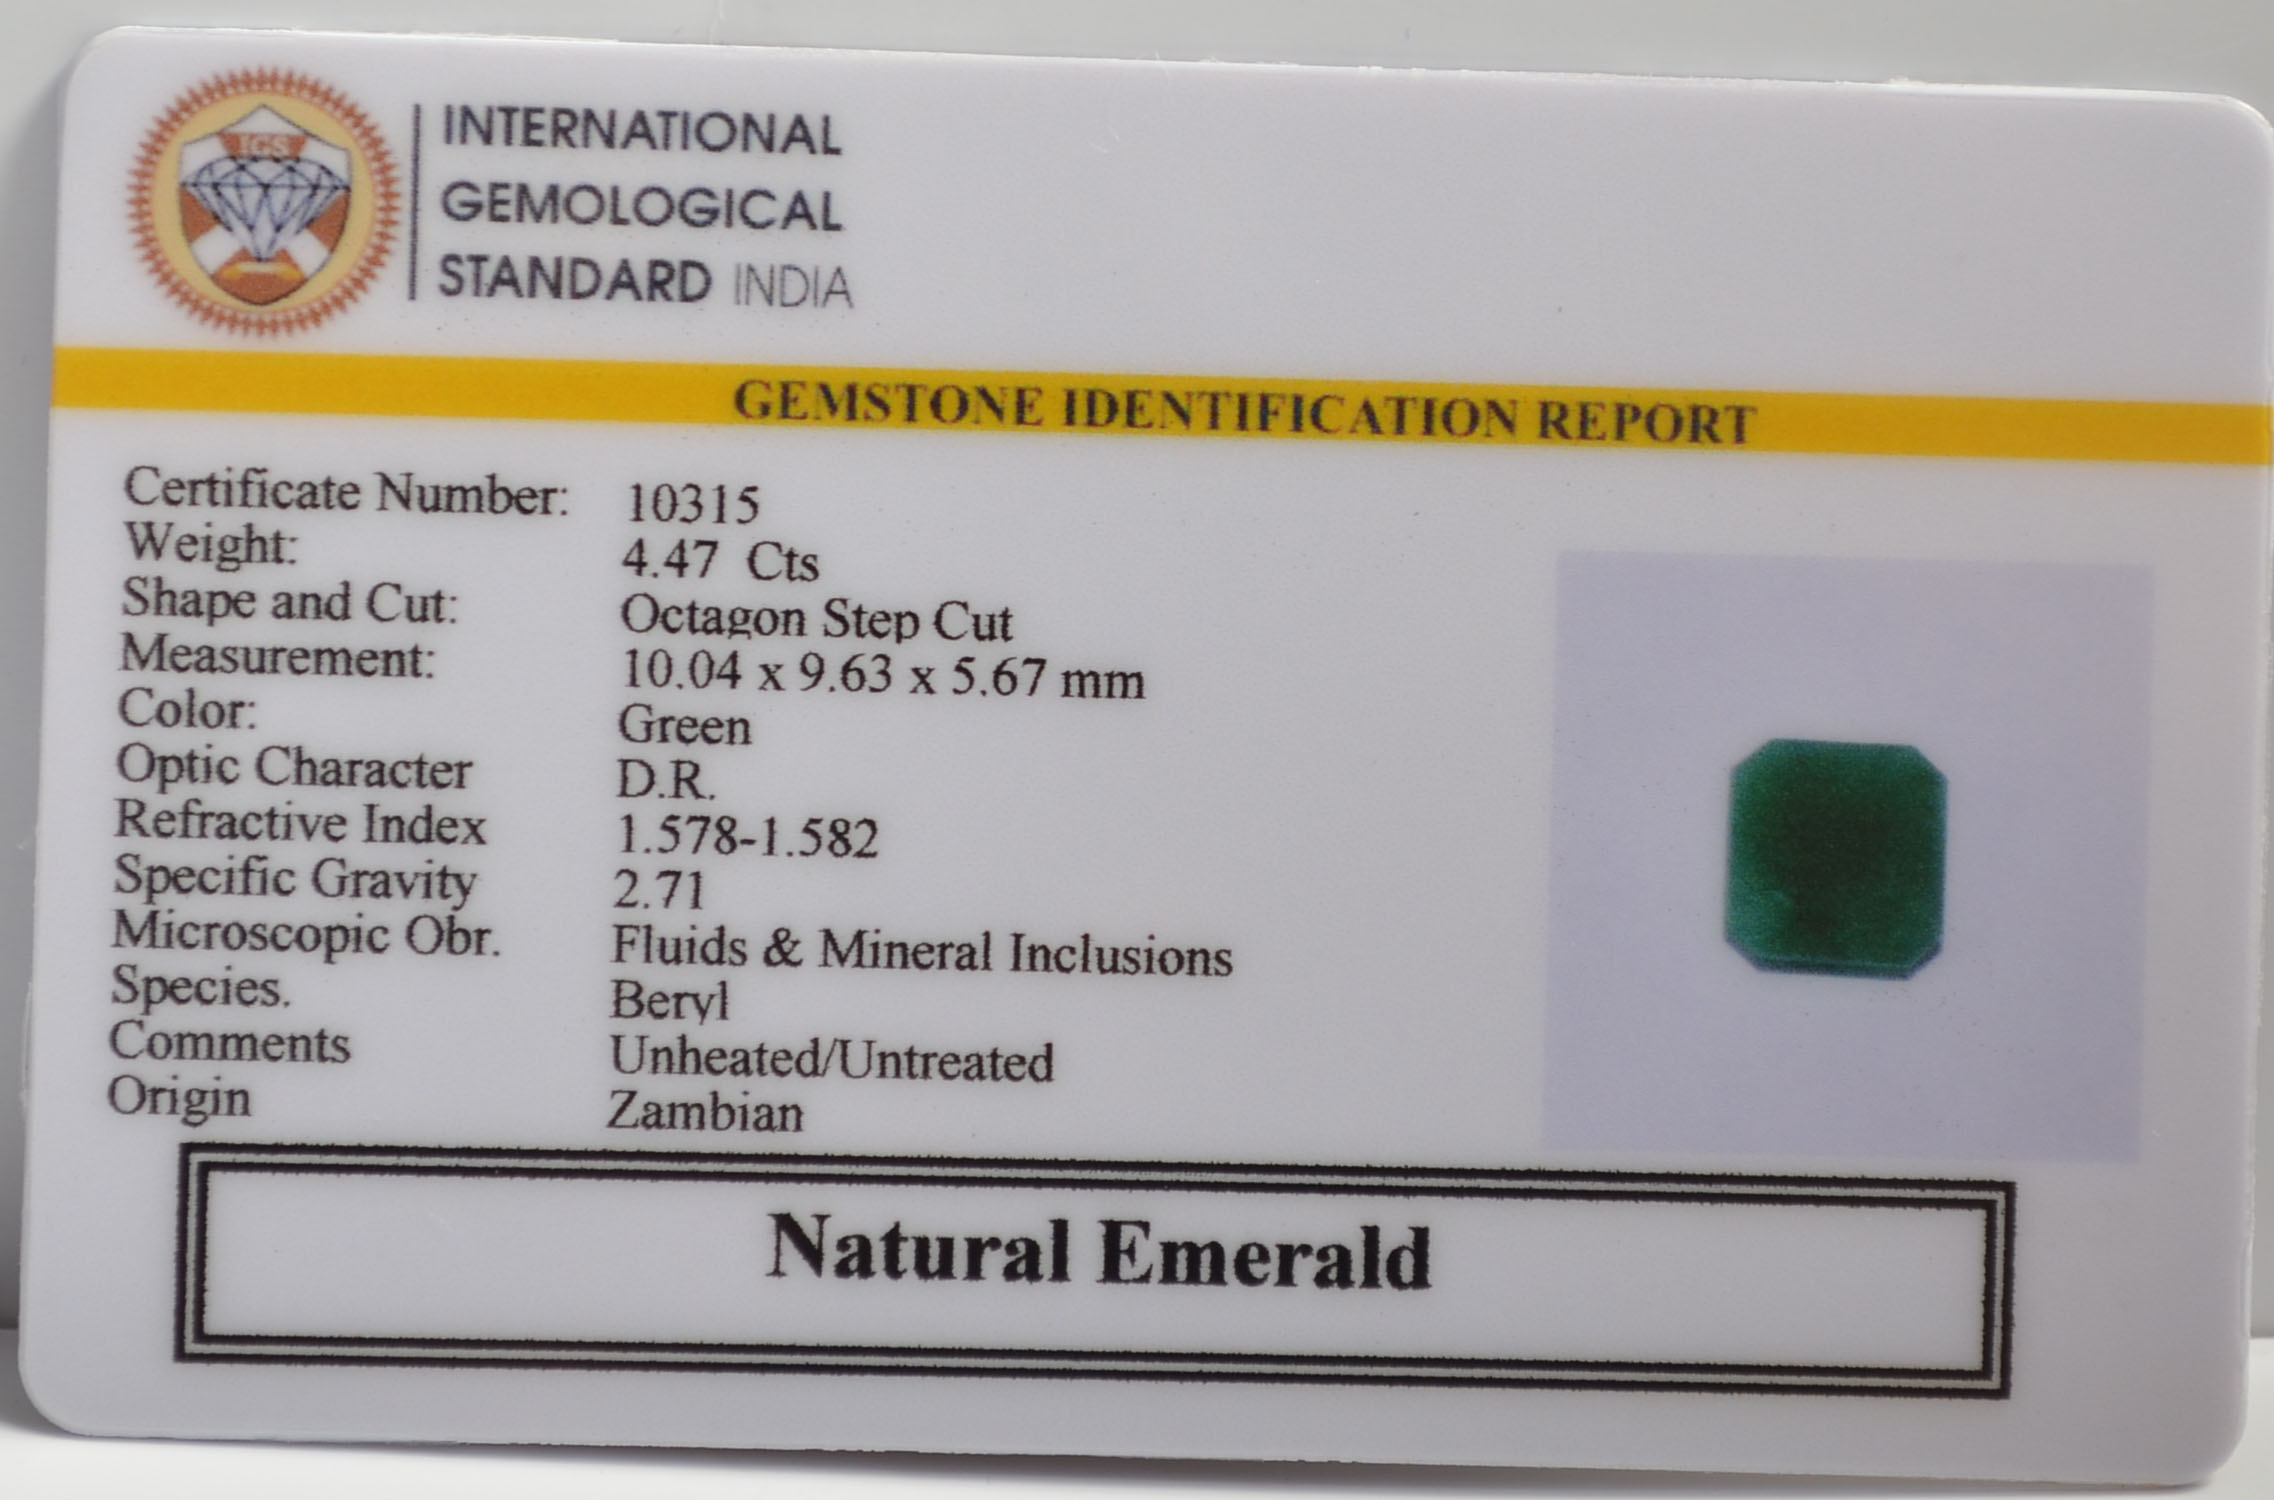 IGS
INTERNATIONAL
GEMOLOGICAL
STANDARD INDIA
GEMSTONE IDENTIFICATION REPORT
Certificate Number: 10315
Weight: 4.47 Cts
Shape and Cut: Octagon Step Cut
Measurement: 10.04 x 9.63 x 5.67 mm
Color: Green
Optic Character D.R.
Refractive Index 1.578-1.582
Specific Gravity 2.71
Microscopic Obr. Fluids & Mineral Inclusions
Species. Beryl
Comments Unheated/Untreated
Origin Zambian
Natural Emerald